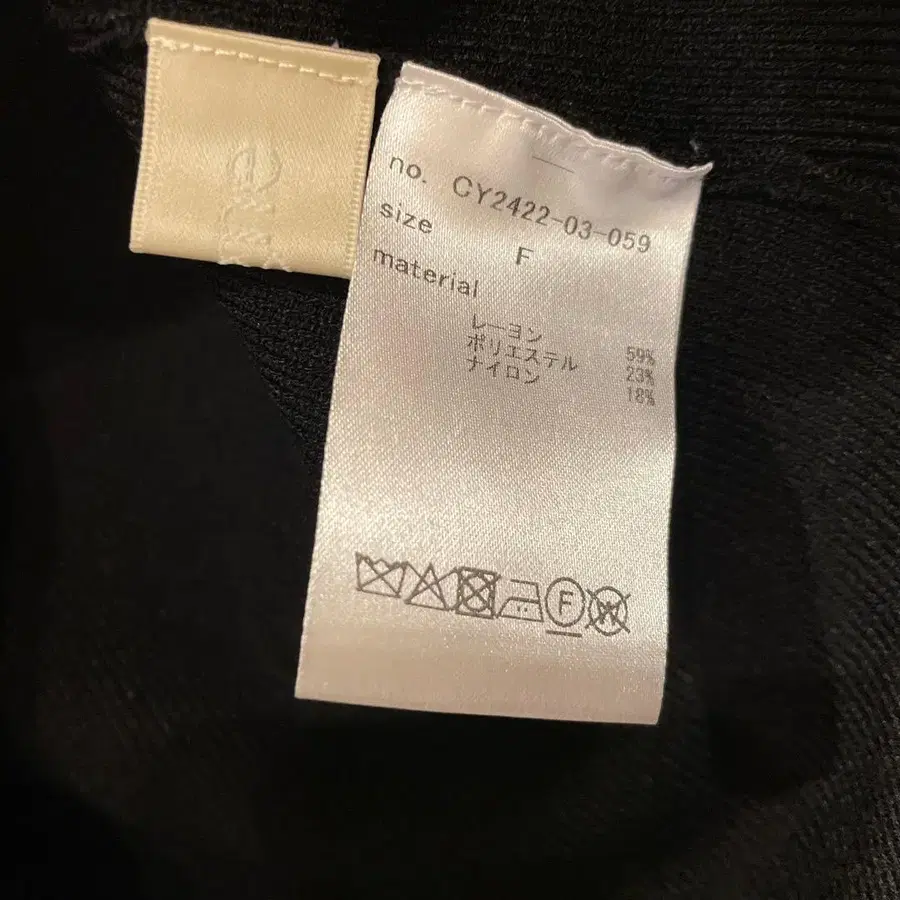 no. CY2422-03-059
size F
material
レーヨン 59%
ポリエステル 23%
ナイロン 18%
F
W